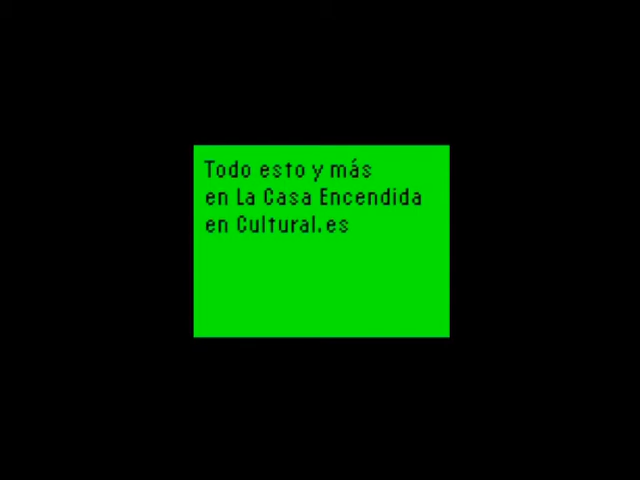 Todo esto y más
en La Casa Encendida
en Cultural.es